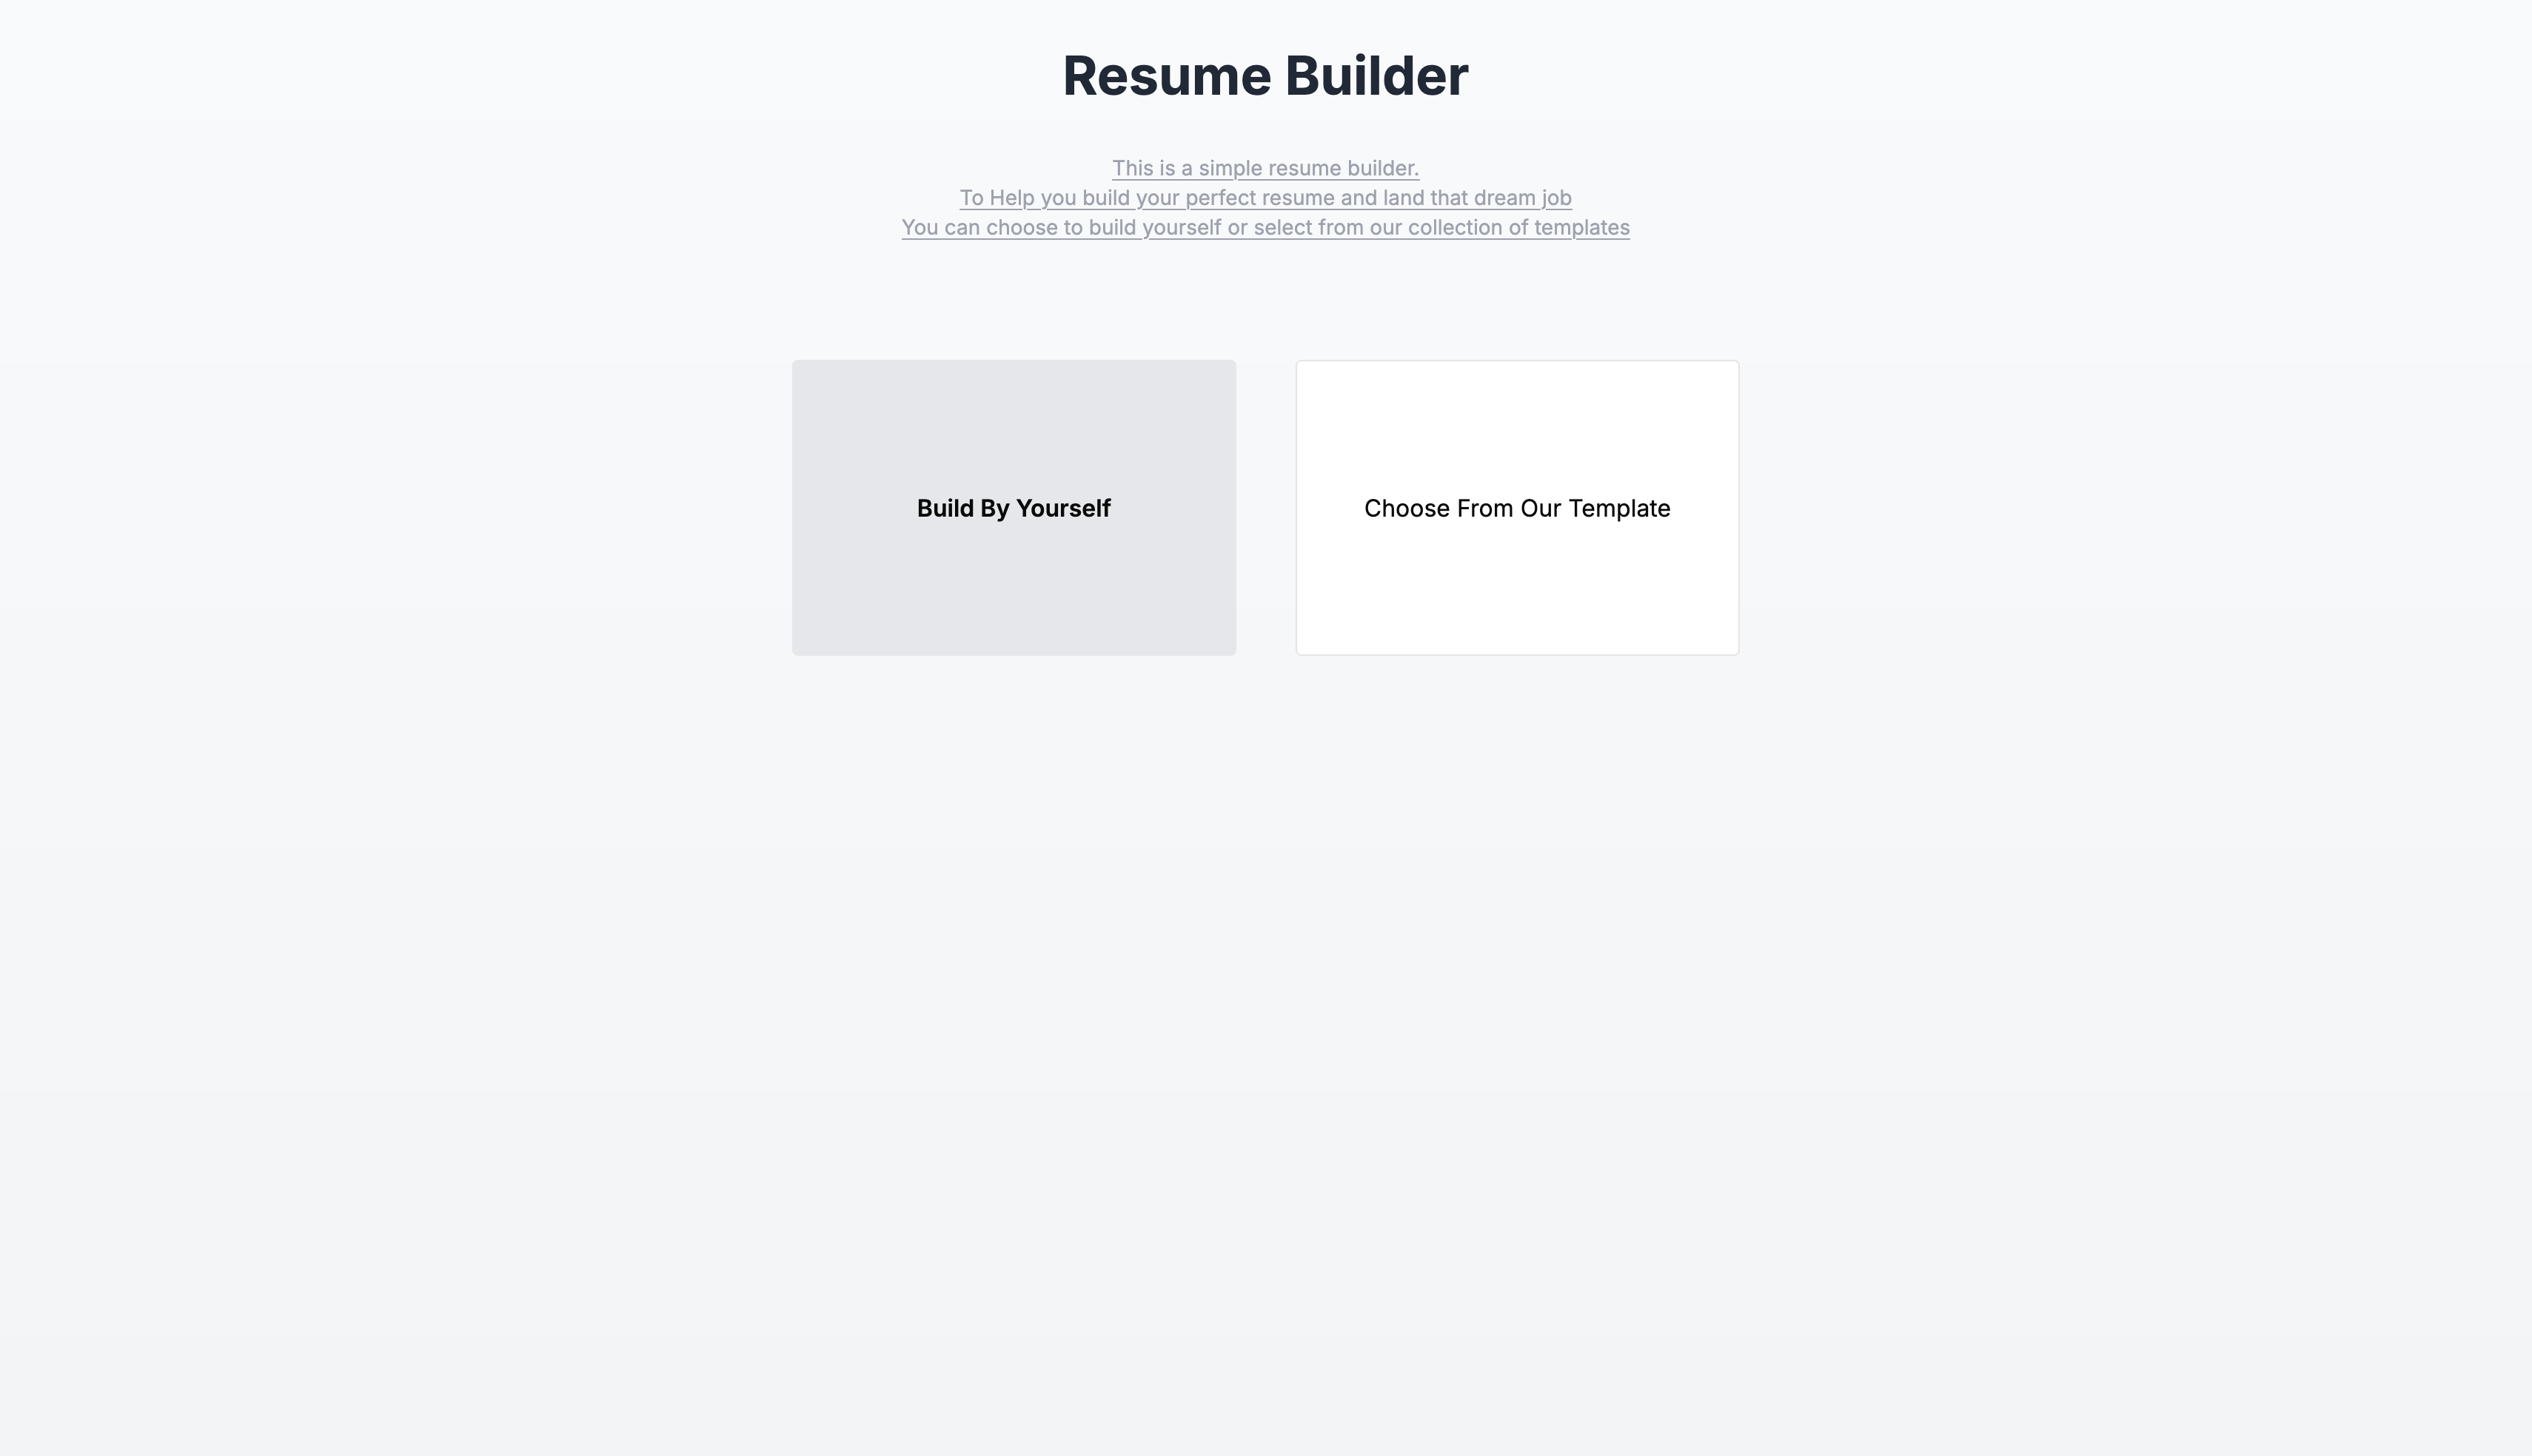 Resume Builder
This is a simple resume builder.
To Help you build your perfect resume and land that dream job
You can choose to build yourself or select from our collection of templates
Build By Yourself
Choose From Our Template